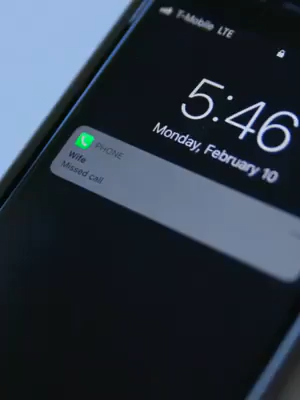 T-Mobile LTE
5:46
Monday, February 10
PHONE
Wife
Missed call